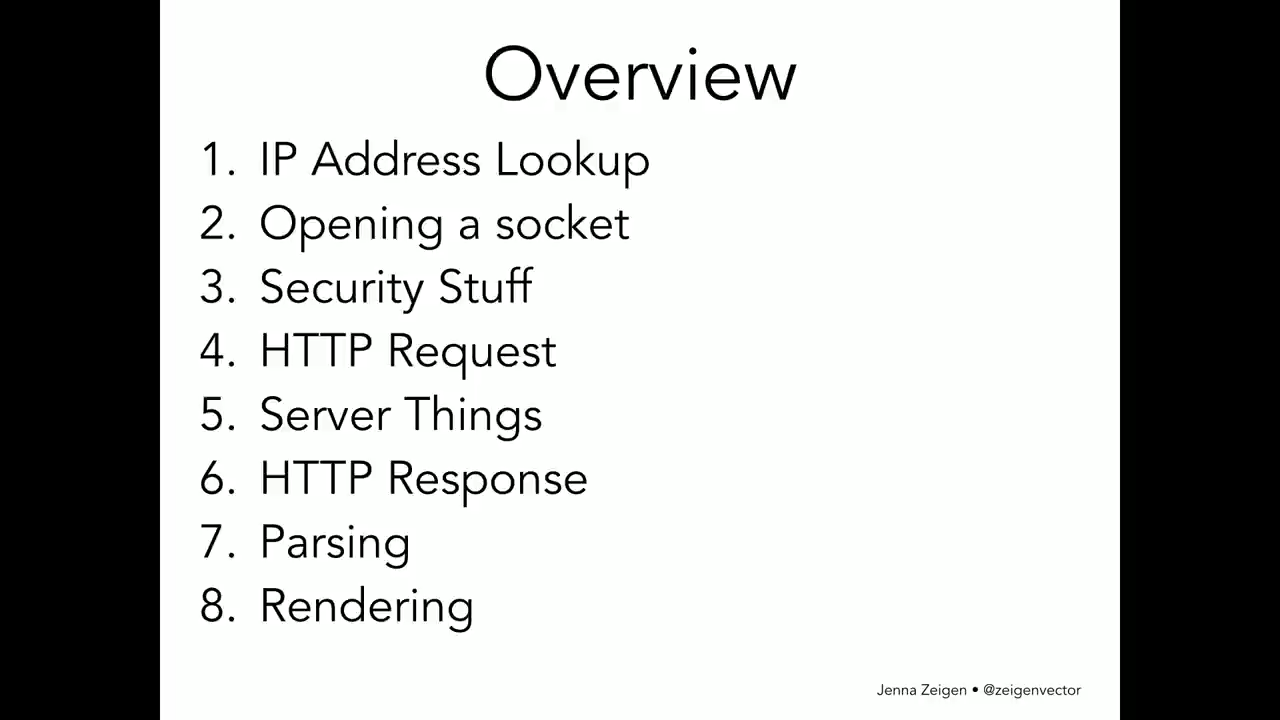 Overview
1. IP Address Lookup
2. Opening a socket
3. Security Stuff
4. HTTP Request
5. Server Things
6. HTTP Response
7. Parsing
8. Rendering
Jenna Zeigen • @zeigenvector